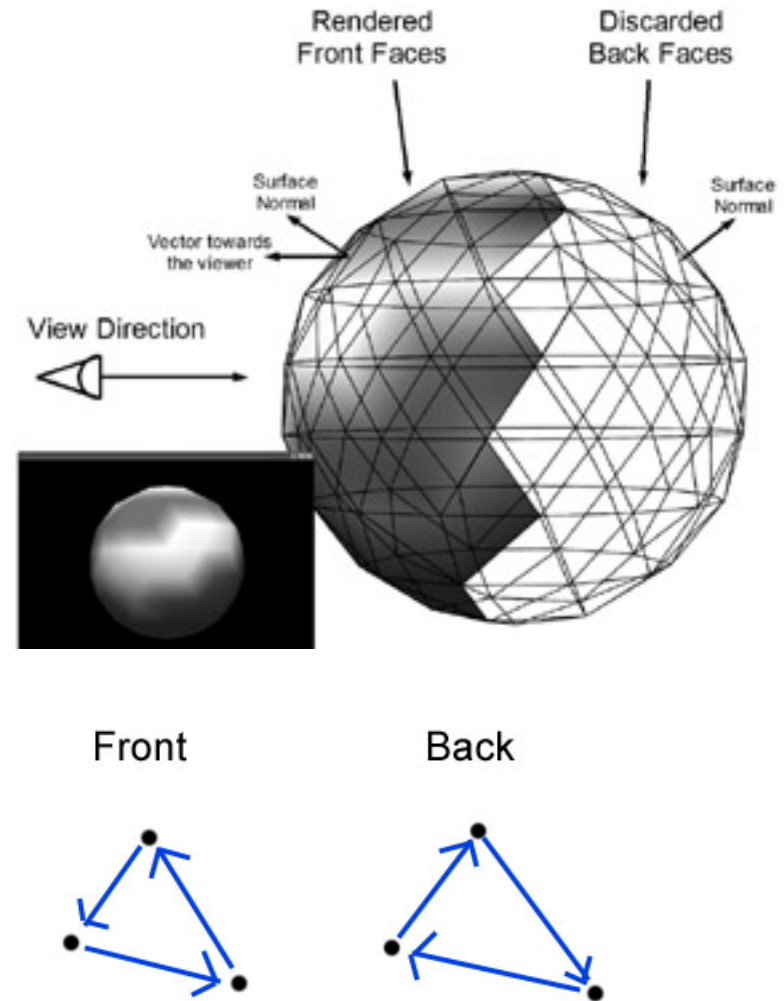 Rendered
Front Faces
Discarded
Back Faces
Surface
Normal
Surface
Normal
Vector towards
the viewer
View Direction
Front
Back